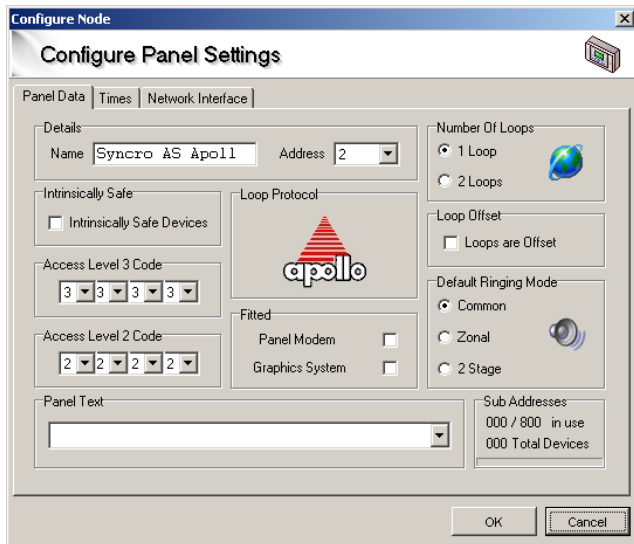 Configure Node
Configure Panel Settings
Panel Data Times Network Interface
Details
Name Syncro AS Apoll Address 2
Number Of Loops
1 Loop
2 Loops
Intrinsically Safe
Intrinsically Safe Devices
Loop Protocol
apollo
Loop Offset
Loops are Offset
Access Level 3 Code
3 3 3 3
Default Ringing Mode
Common
Zonal
2 Stage
Access Level 2 Code
2 2 2 2
Fitted
Panel Modem
Graphics System
Panel Text
Sub Addresses
000 / 800 in use
000 Total Devices
OK Cancel